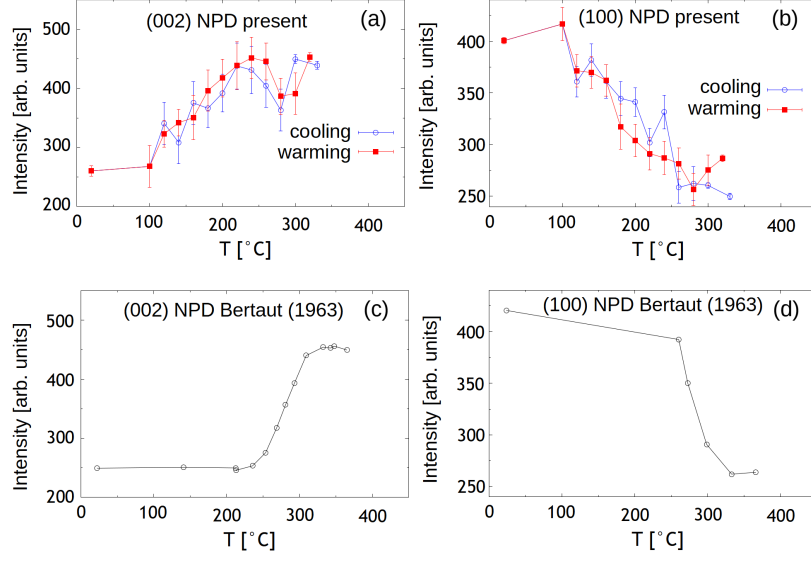 (002) NPD present (a)
Intensity [arb. units]
500
400
300
200
cooling
warming
0 100 200 300 400
T [°C]
(100) NPD present (b)
Intensity [arb. units]
400
350
300
250
cooling
warming
0 100 200 300 400
T [°C]
(002) NPD Bertaut (1963) (c)
Intensity [arb. units]
500
400
300
200
0 100 200 300 400
T [°C]
(100) NPD Bertaut (1963) (d)
Intensity [arb. units]
400
350
300
250
0 100 200 300 400
T [°C]